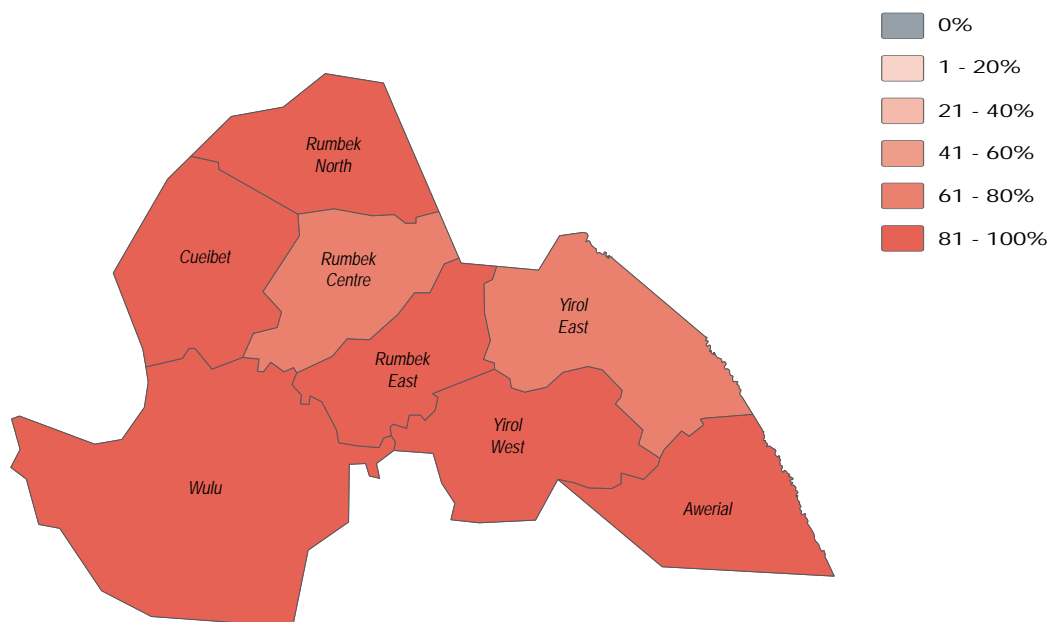 0%
1 - 20%
21 - 40%
41 - 60%
61 - 80%
81 - 100%
Rumbek
North
Cueibet
Rumbek
Centre
Yirol
East
Rumbek
East
Yirol
West
Wulu
Awerial